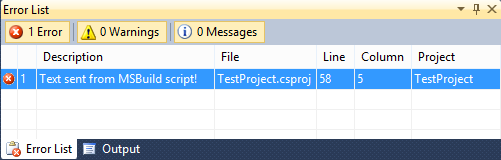 Error List
1 Error 0 Warnings 0 Messages
Description File Line Column Project
1 Text sent from MSBuild script! TestProject.csproj 58 5 TestProject
Error List Output